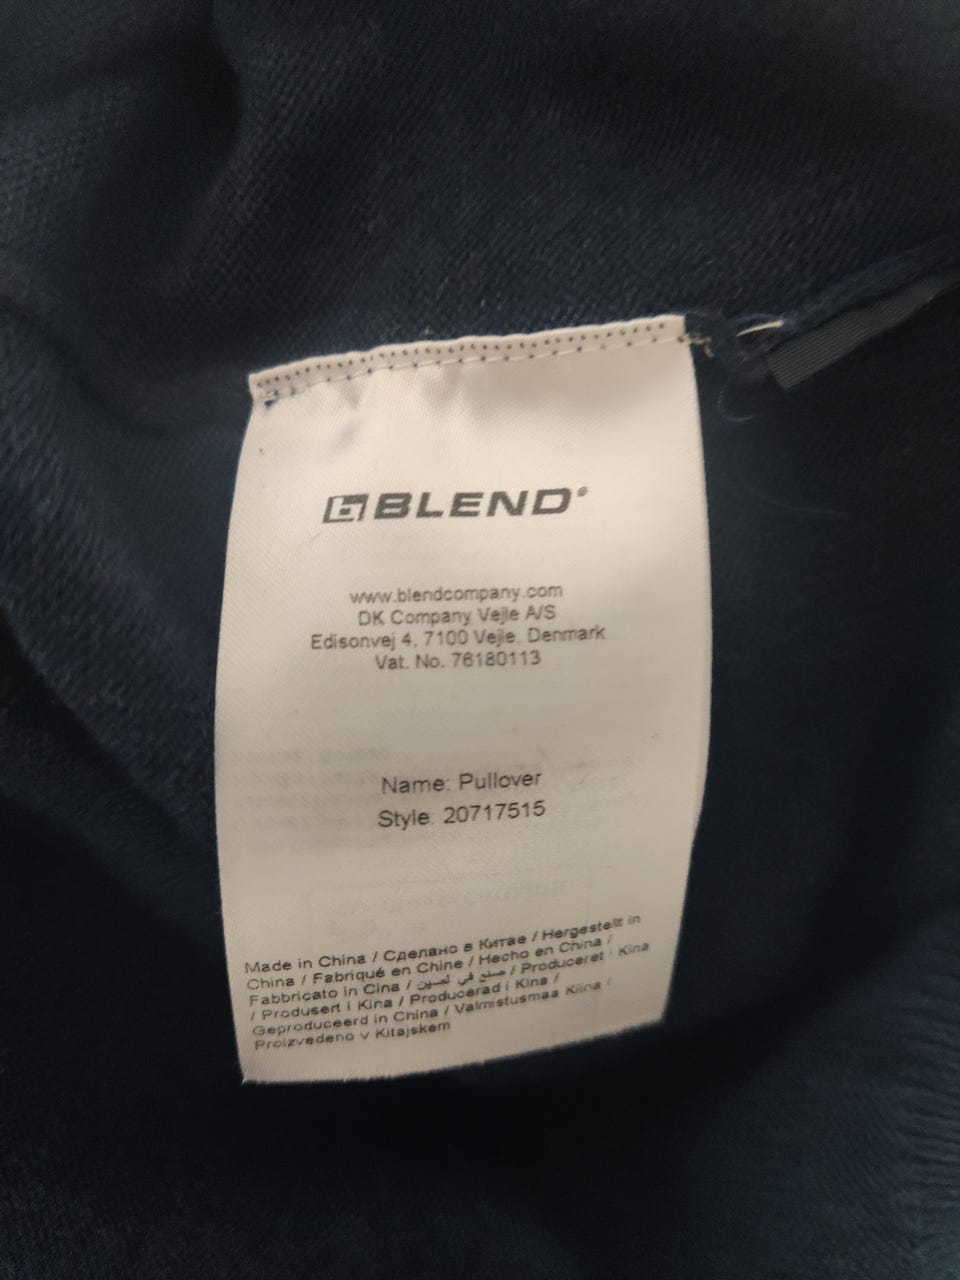 BLEND®
www.blendcompany.com
DK Company Vejle A/S
Edisonvej 4, 7100 Vejle, Denmark
Vat. No. 76180113
Name: Pullover
Style: 20717515
Made in China / Сделано в Китае / Hergestellt in
China / Fabriqué en Chine / Hecho en China /
Fabbricato in Cina / صنع في لصين / Produceret i Kina
/ Produsert i Kina / Producerad i Kina /
Geproduceerd in China / Valmistusmaa Kiina /
Proizvedeno v Kitajskem